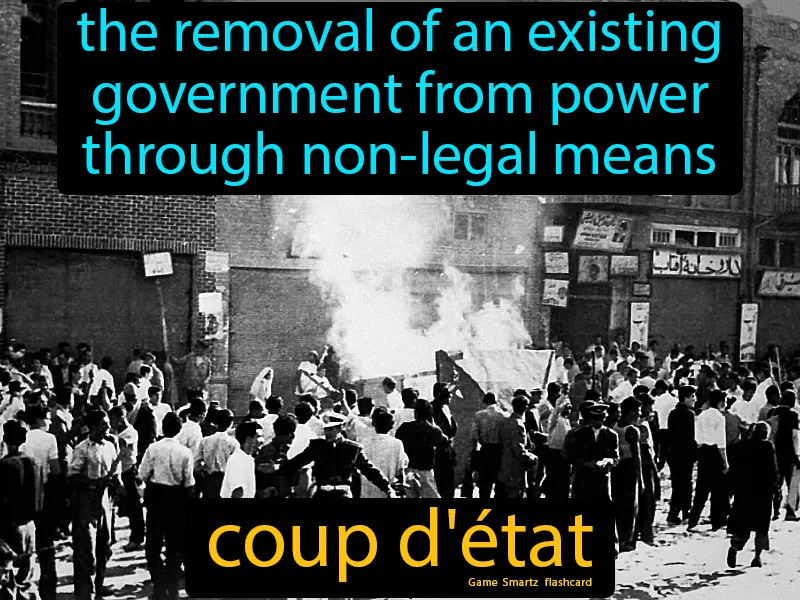 the removal of an existing
government from power
through non-legal means
coup d'état
Game Smartz flashcard